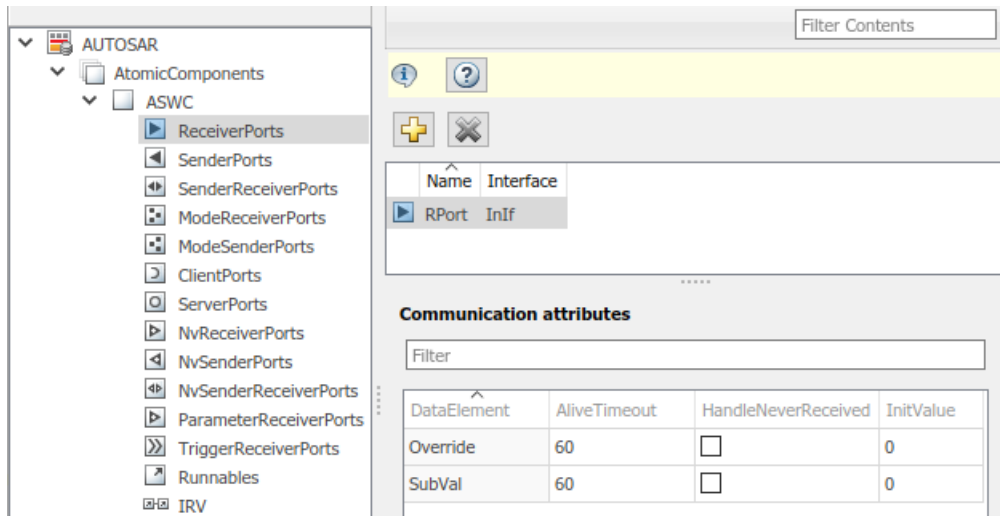 Filter Contents
AUTOSAR
AtomicComponents
ASWC
ReceiverPorts
SenderPorts
SenderReceiverPorts
ModeReceiverPorts
ModeSenderPorts
ClientPorts
ServerPorts
NvReceiverPorts
NvSenderPorts
NvSenderReceiverPorts
ParameterReceiverPorts
TriggerReceiverPorts
Runnables
IRV
Name Interface
RPort InIf
Communication attributes
Filter
DataElement AliveTimeout HandleNeverReceived InitValue
Override 60 0
SubVal 60 0